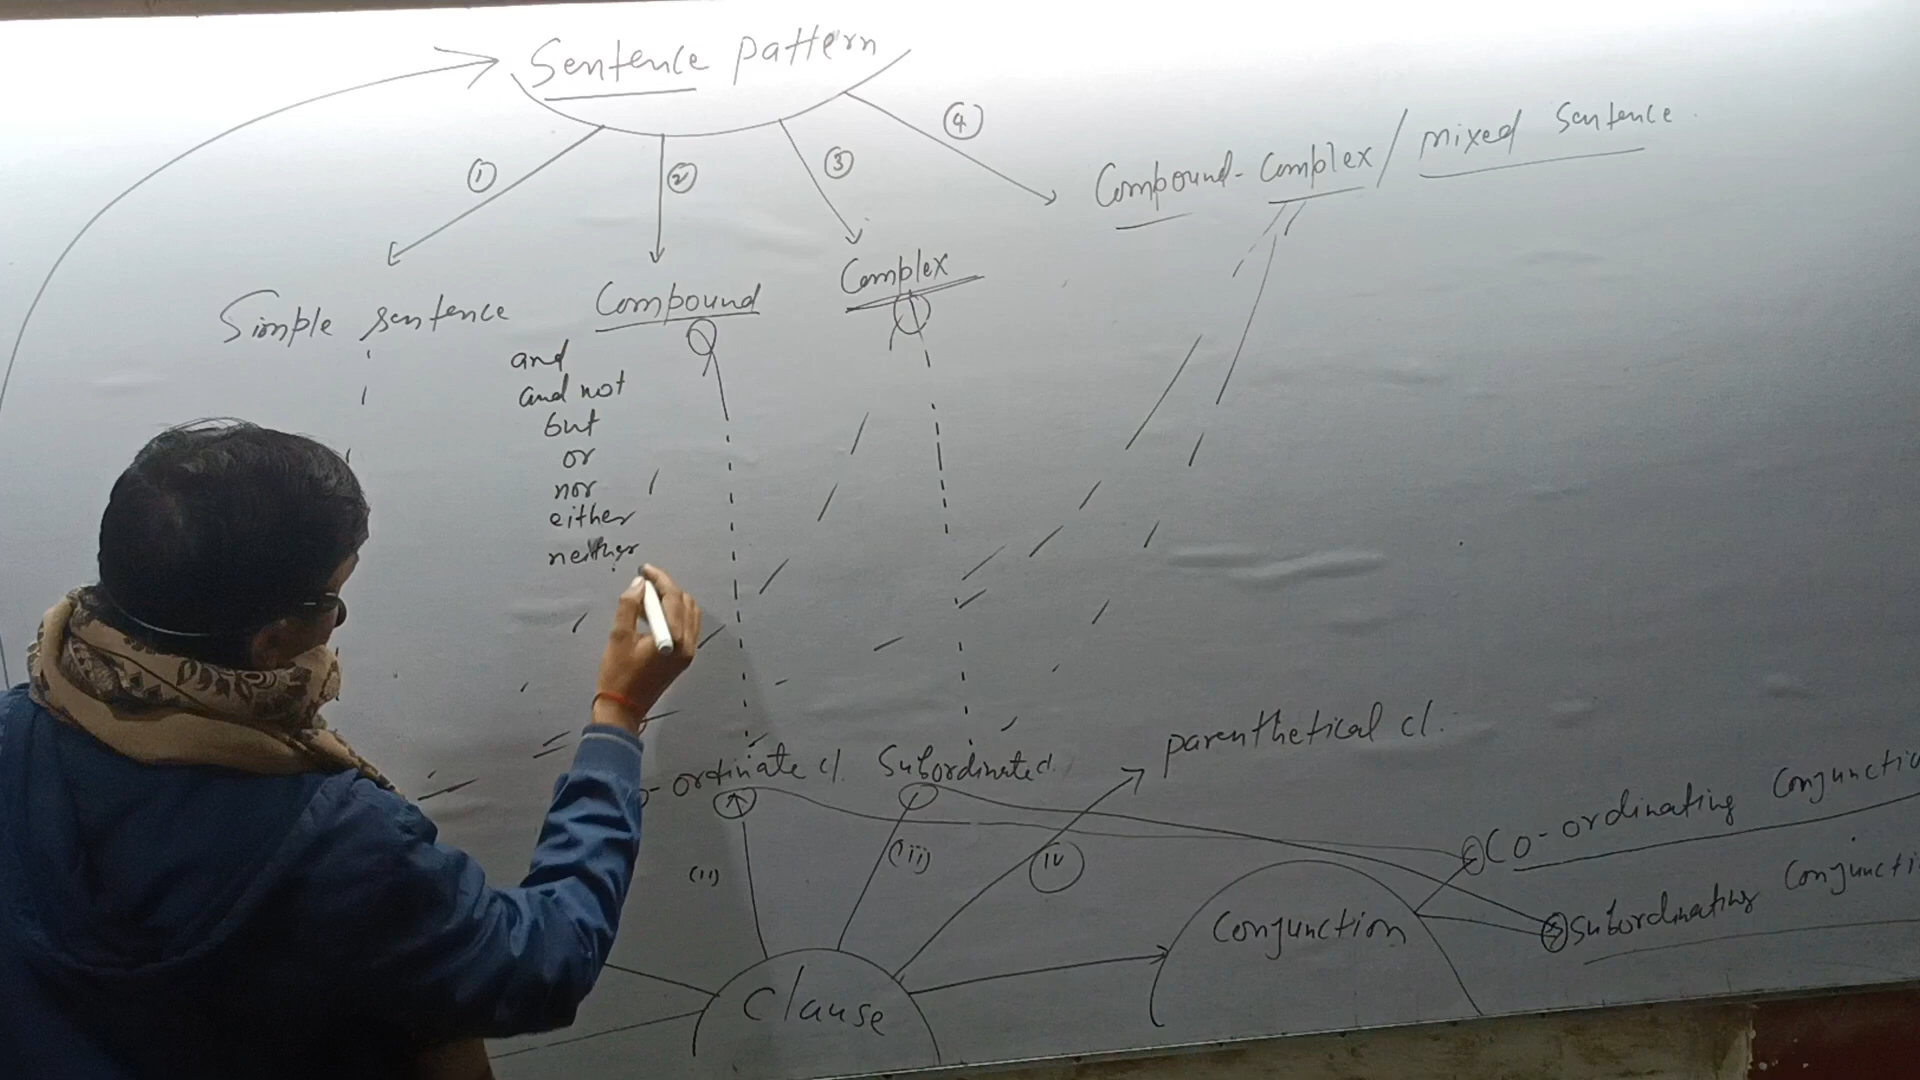 Sentence pattern
① ② ③ ④
Compound-Complex / mixed sentence
Simple sentence
Compound
Complex
and
and not
but
or
nor
either
neither
parenthetical cl.
-ordinate cl. Subordinate cl.
(ii) (iii) (iv)
① Co-ordinating Conjunctio
② Subordinating Conjuncti
Conjunction
Clause